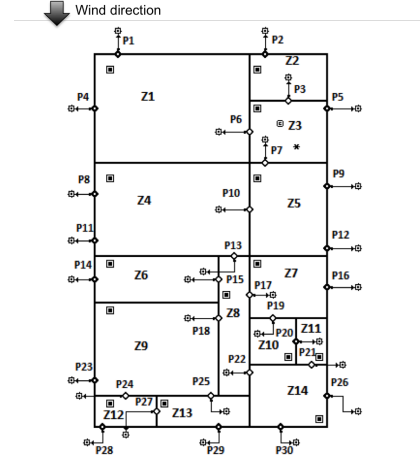 Wind direction
P1 P2
Z2
P3
P4 Z1 P5
P6 Z3
P7 *
P8 P9
Z4 P10 Z5
P11 P12
P13
P14 Z6 P15 Z7 P16
P17
Z8
P18 P19
Z9 P20 Z11
Z10 P21
P22
P23 P24 P25 Z14 P26
Z12 P27 Z13
P28 P29 P30